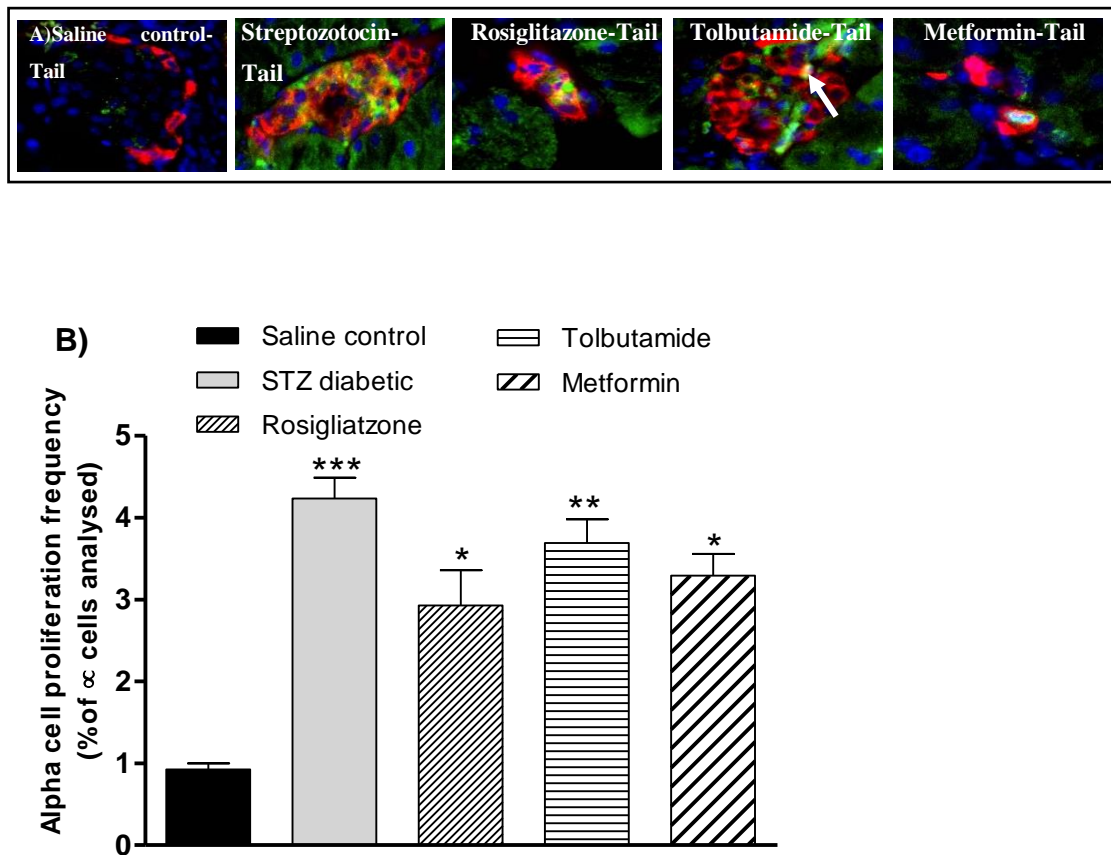 A)Saline control-
Tail
Streptozotocin-
Tail
Rosiglitazone-Tail
Tolbutamide-Tail
Metformin-Tail
B)
Saline control
STZ diabetic
Rosigliatzone
Tolbutamide
Metformin
Alpha cell proliferation frequency
(%of ∝ cells analysed)
5
4
3
2
1
0
***
*
**
*